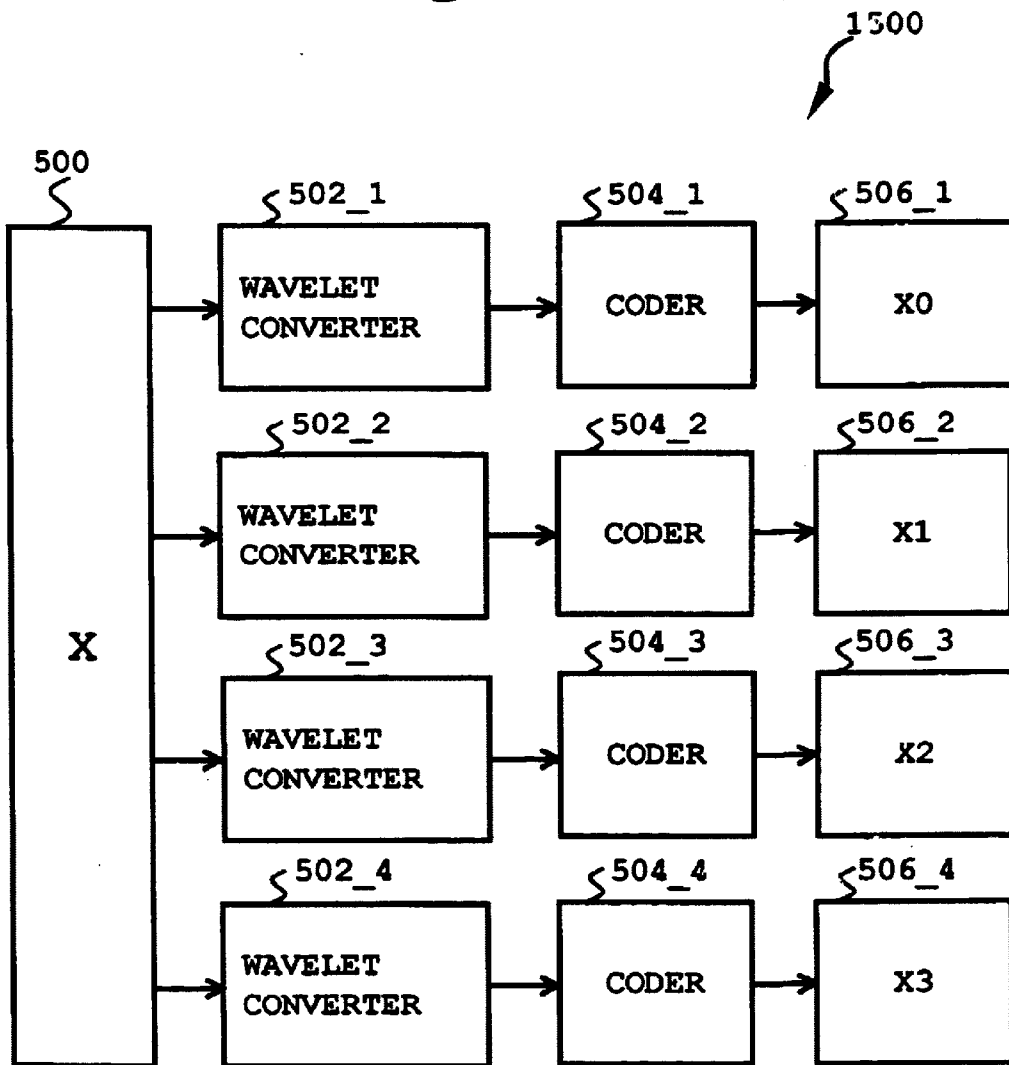 1500
500
502_1
504_1
506_1
WAVELET
CONVERTER
CODER
X0
502_2
504_2
506_2
WAVELET
CONVERTER
CODER
X1
X
502_3
504_3
506_3
WAVELET
CONVERTER
CODER
X2
502_4
504_4
506_4
WAVELET
CONVERTER
CODER
X3